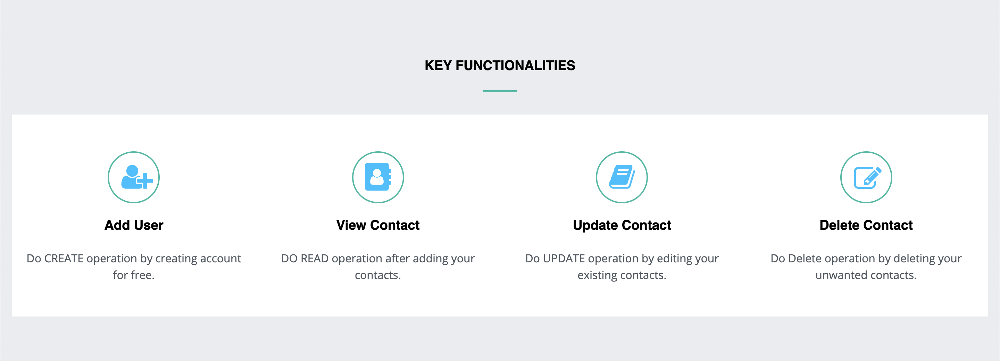 KEY FUNCTIONALITIES
Add User
Do CREATE operation by creating account
for free.
View Contact
DO READ operation after adding your
contacts.
Update Contact
Do UPDATE operation by editing your
existing contacts.
Delete Contact
Do Delete operation by deleting your
unwanted contacts.